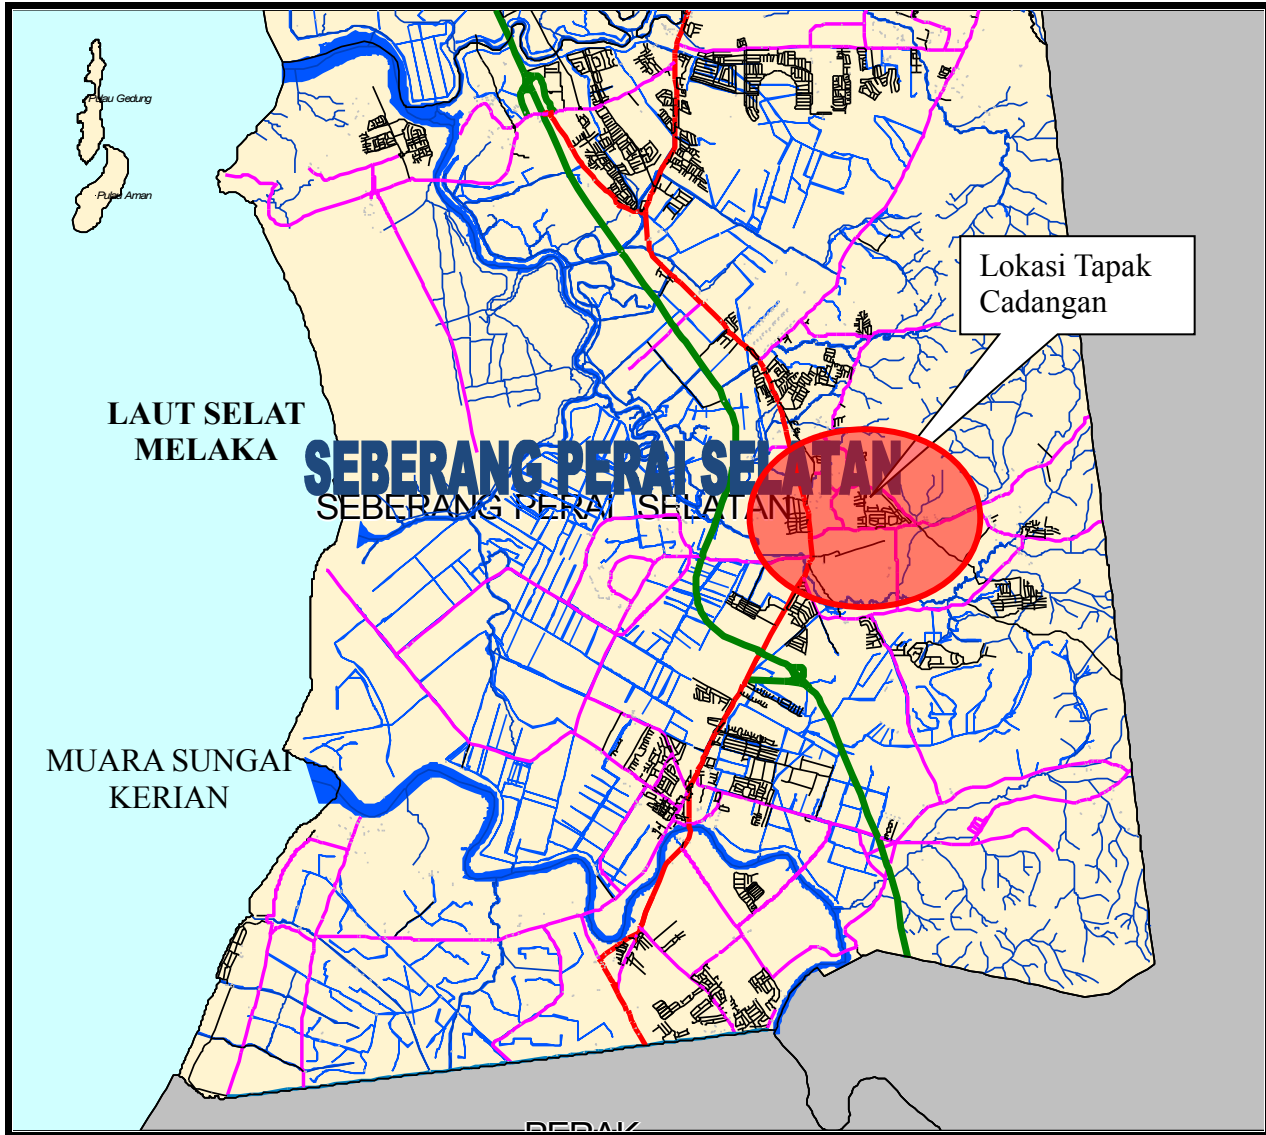 Pulau Gedung
Pulau Aman
Lokasi Tapak
Cadangan
LAUT SELAT
MELAKA
SEBERANG PERAI SELATAN
SEBERANG PERAI SELATAN
MUARA SUNGAI
KERIAN
PERAK